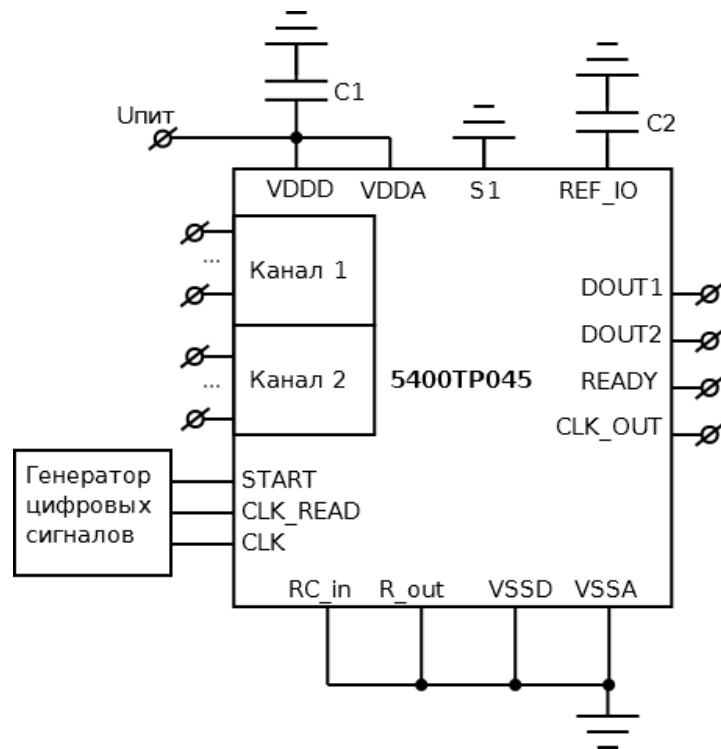 C1
Uпит
C2
VDDD
VDDA
S1
REF_IO
...
Канал 1
DOUT1
DOUT2
...
Канал 2
5400ТР045
READY
CLK_OUT
Генератор
цифровых
сигналов
START
CLK_READ
CLK
RC_in
R_out
VSSD
VSSA